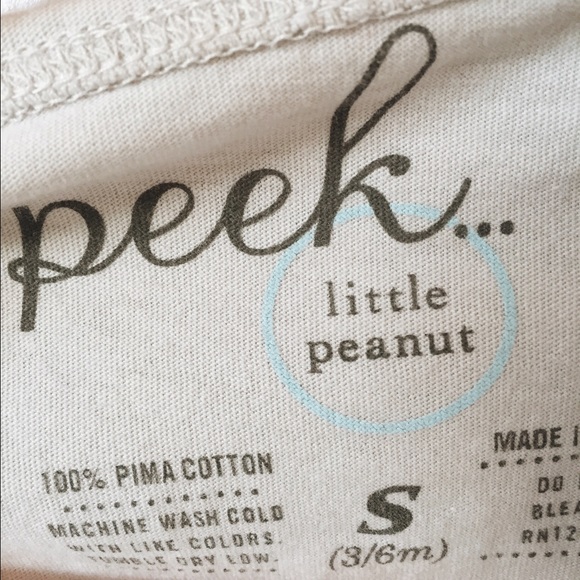 peek...
little
peanut
100% PIMA COTTON
MACHINE WASH COLD
WITH LIKE COLORS.
TUMBLE DRY LOW.
S
(3/6m)
MADE
DO
RN12